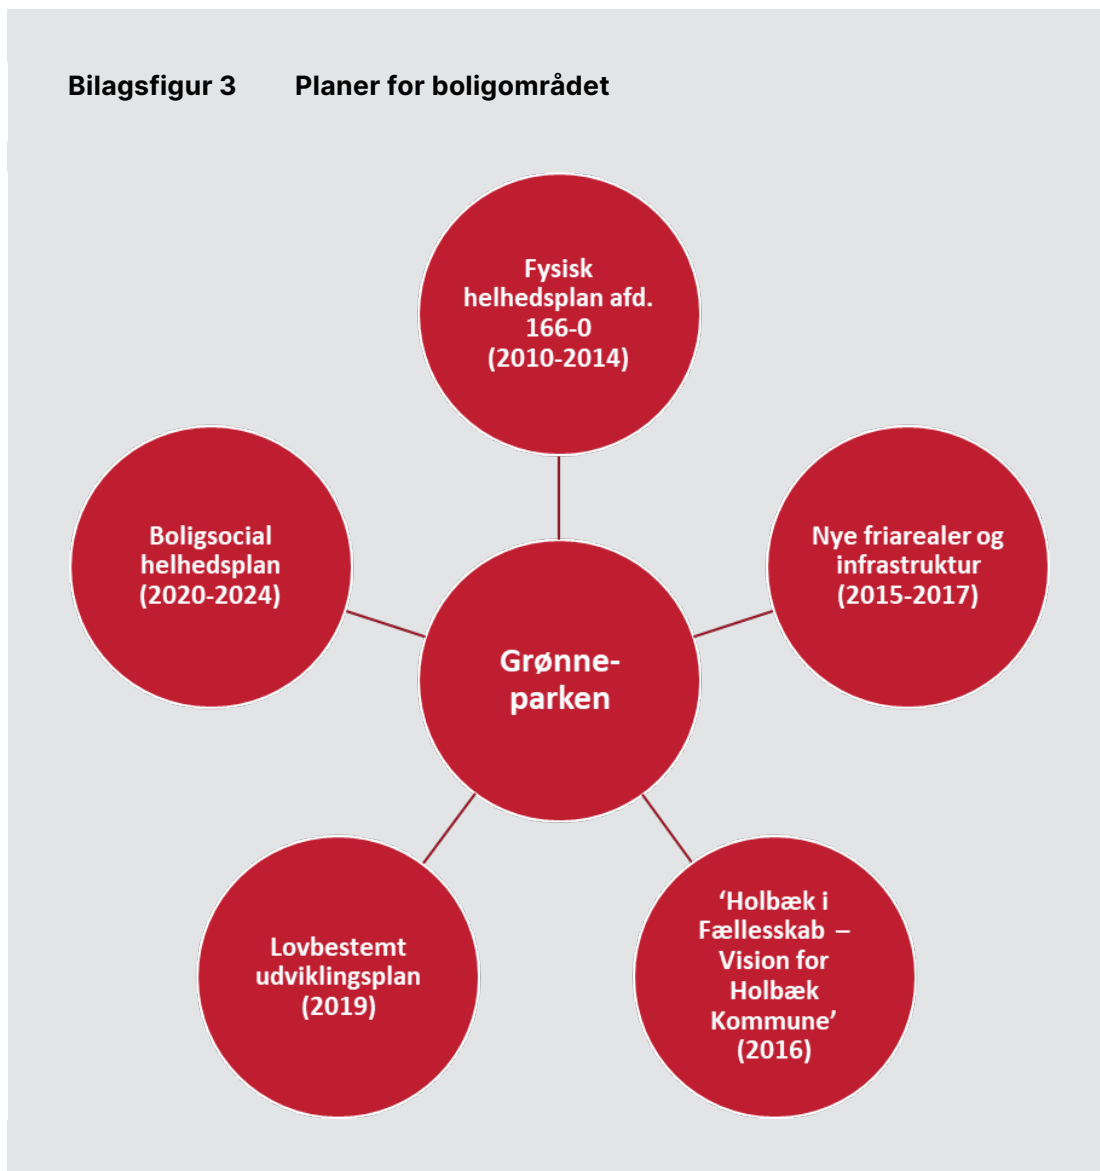 Bilagsfigur 3 Planer for boligområdet
Fysisk
helhedsplan afd.
166-0
(2010-2014)
Nye friarealer og
infrastruktur
(2015-2017)
‘Holbæk i
Fællesskab –
Vision for
Holbæk
Kommune’
(2016)
Lovbestemt
udviklingsplan
(2019)
Boligsocial
helhedsplan
(2020-2024)
Grønne-
parken